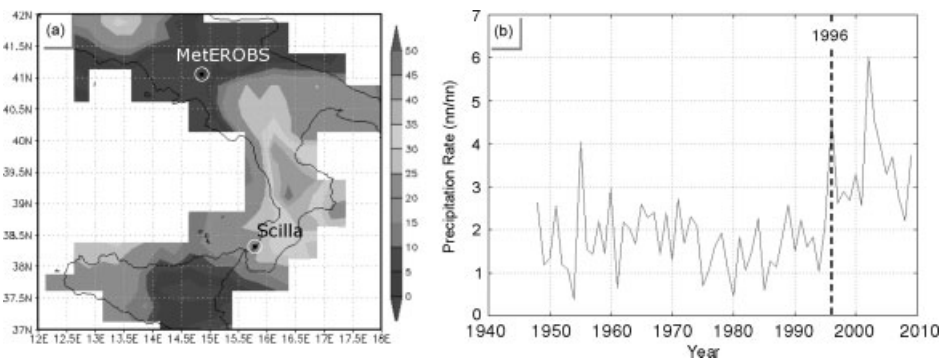 (a)
MetEROBS
Scilla
42N
41.5N
41N
40.5N
40N
39.5N
39N
38.5N
38N
37.5N
37N
12E 12.5E 13E 13.5E 14E 14.5E 15E 15.5E 16E 16.5E 17E 17.5E 18E
50
45
40
35
30
25
20
15
10
5
0
(b)
1996
Precipitation Rate (nn/nn)
7
6
5
4
3
2
1
0
1940 1950 1960 1970 1980 1990 2000 2010
Year